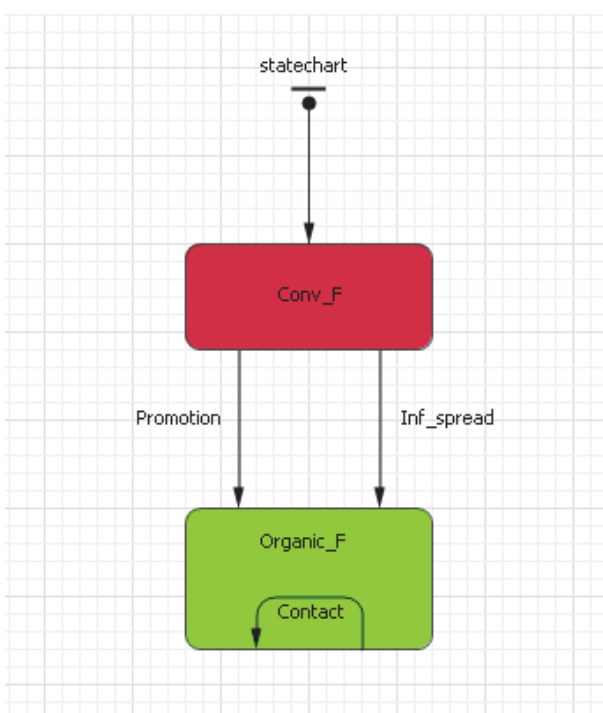 statechart
Conv_F
Promotion
Inf_spread
Organic_F
Contact